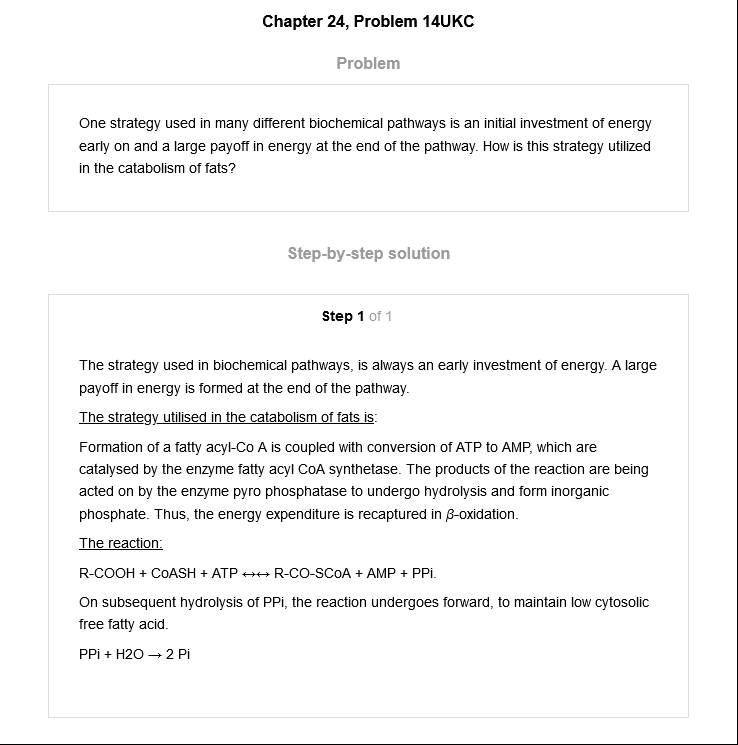 Chapter 24, Problem 14UKC
Problem
One strategy used in many different biochemical pathways is an initial investment of energy
early on and a large payoff in energy at the end of the pathway. How is this strategy utilized
in the catabolism of fats?
Step-by-step solution
Step 1 of 1
The strategy used in biochemical pathways, is always an early investment of energy. A large
payoff in energy is formed at the end of the pathway.
The strategy utilised in the catabolism of fats is:
Formation of a fatty acyl-Co A is coupled with conversion of ATP to AMP, which are
catalysed by the enzyme fatty acyl CoA synthetase. The products of the reaction are being
acted on by the enzyme pyro phosphatase to undergo hydrolysis and form inorganic
phosphate. Thus, the energy expenditure is recaptured in β-oxidation.
The reaction:
R-COOH + CoASH + ATP ↔↔ R-CO-SCoA + AMP + PPi.
On subsequent hydrolysis of PPi, the reaction undergoes forward, to maintain low cytosolic
free fatty acid.
PPi + H2O → 2 Pi